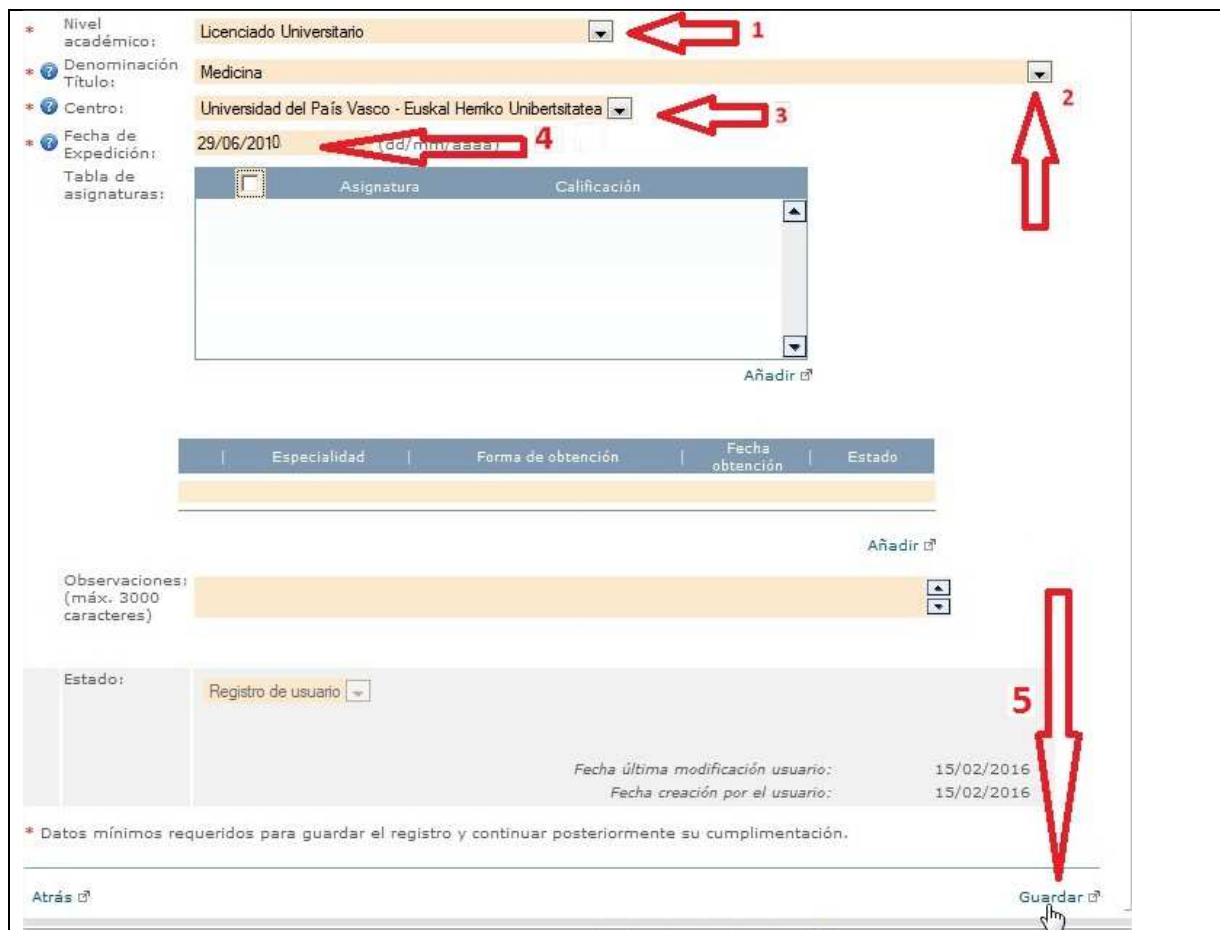 * Nivel académico: Licenciado Universitario 1
* Denominación Título: Medicina 2
* Centro: Universidad del País Vasco - Euskal Herriko Unibertsitatea 3
* Fecha de Expedición: 29/06/2010 (dd/mm/aaaa) 4
Tabla de asignaturas:
Asignatura Calificación
Añadir
| Especialidad | Forma de obtención | Fecha obtención | Estado
Añadir
Observaciones:
(máx. 3000
caracteres)
Estado: Registro de usuario
5
Fecha última modificación usuario: 15/02/2016
Fecha creación por el usuario: 15/02/2016
* Datos mínimos requeridos para guardar el registro y continuar posteriormente su cumplimentación.
Atrás Guardar